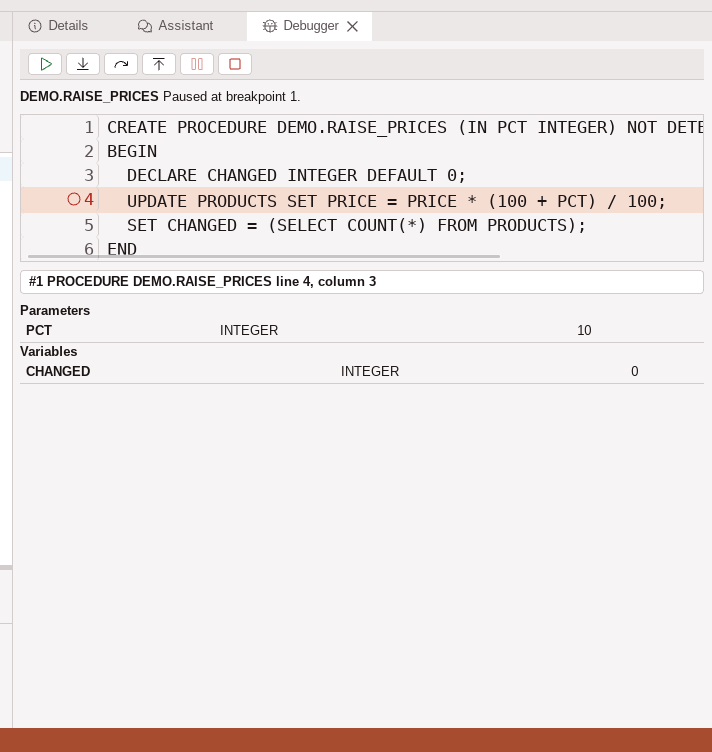 Details Assistant Debugger
DEMO.RAISE_PRICES Paused at breakpoint 1.
1 CREATE PROCEDURE DEMO.RAISE_PRICES (IN PCT INTEGER) NOT DETE
2 BEGIN
3 DECLARE CHANGED INTEGER DEFAULT 0;
4 UPDATE PRODUCTS SET PRICE = PRICE * (100 + PCT) / 100;
5 SET CHANGED = (SELECT COUNT(*) FROM PRODUCTS);
6 END
#1 PROCEDURE DEMO.RAISE_PRICES line 4, column 3
Parameters
PCT INTEGER 10
Variables
CHANGED INTEGER 0